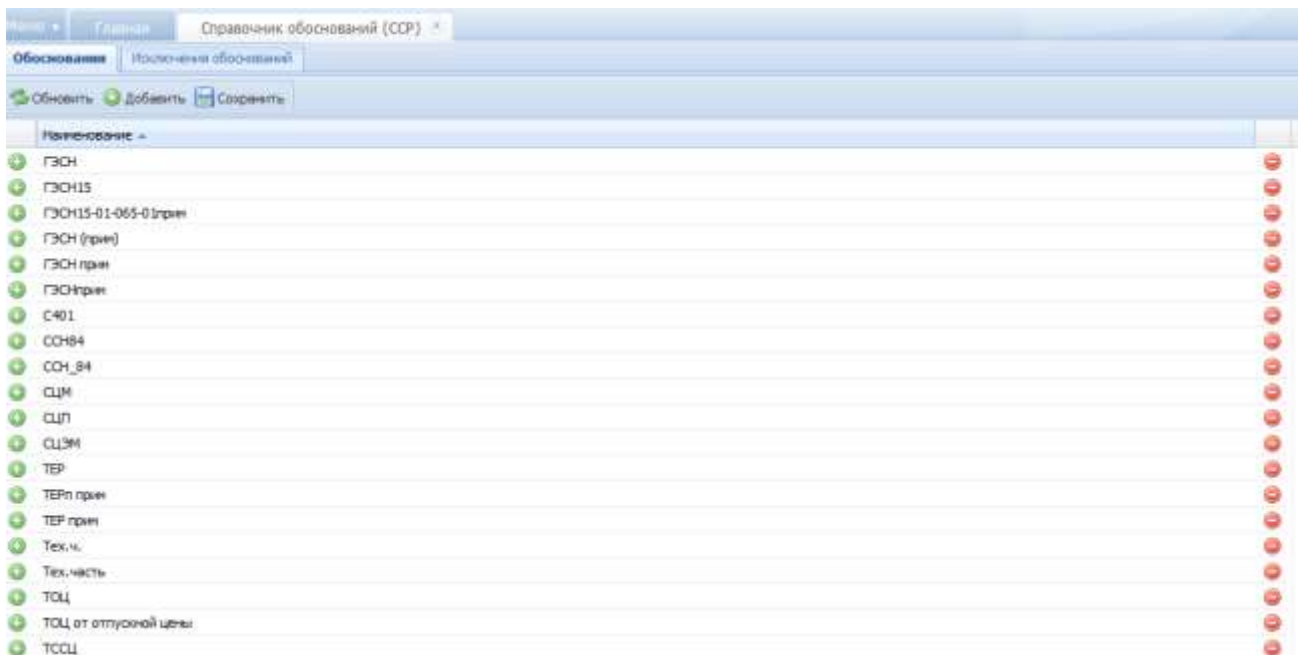 Меню Главная Справочник обоснований (ССР)
Обоснования Исключения обоснований
Обновить Добавить Сохранить
Наименование
ГЭСН
ГЭСН15
ГЭСН15-01-065-01прим
ГЭСН (прим)
ГЭСН прим
ГЭСНприм
С401
ССН84
ССН_84
СЦМ
СЦП
СЦЭМ
ТЕР
ТЕРп прим
ТЕР прим
Тех.ч.
Тех.часть
ТОЦ
ТОЦ от отпускной цены
ТССЦ